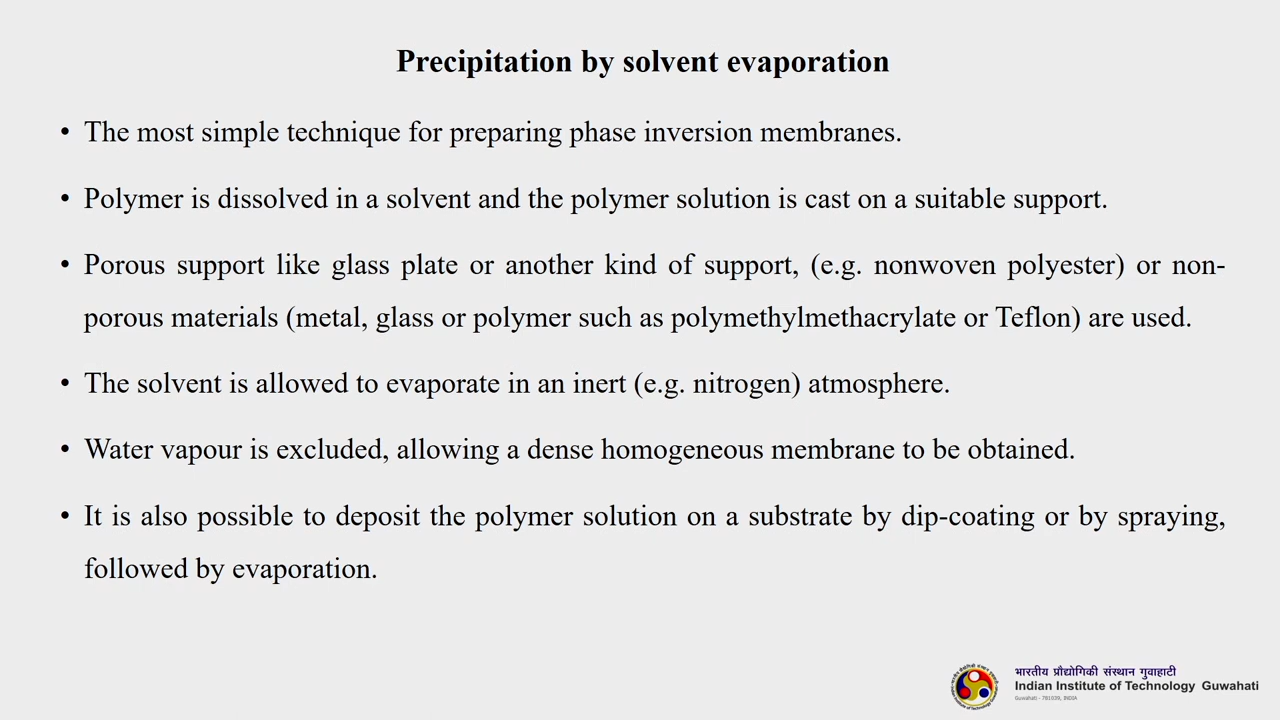 Precipitation by solvent evaporation
• The most simple technique for preparing phase inversion membranes.
• Polymer is dissolved in a solvent and the polymer solution is cast on a suitable support.
• Porous support like glass plate or another kind of support, (e.g. nonwoven polyester) or non-
porous materials (metal, glass or polymer such as polymethylmethacrylate or Teflon) are used.
• The solvent is allowed to evaporate in an inert (e.g. nitrogen) atmosphere.
• Water vapour is excluded, allowing a dense homogeneous membrane to be obtained.
• It is also possible to deposit the polymer solution on a substrate by dip-coating or by spraying,
followed by evaporation.
भारतीय प्रौद्योगिकी संस्थान गुवाहाटी
Indian Institute of Technology Guwahati
Guwahati - 781039, INDIA